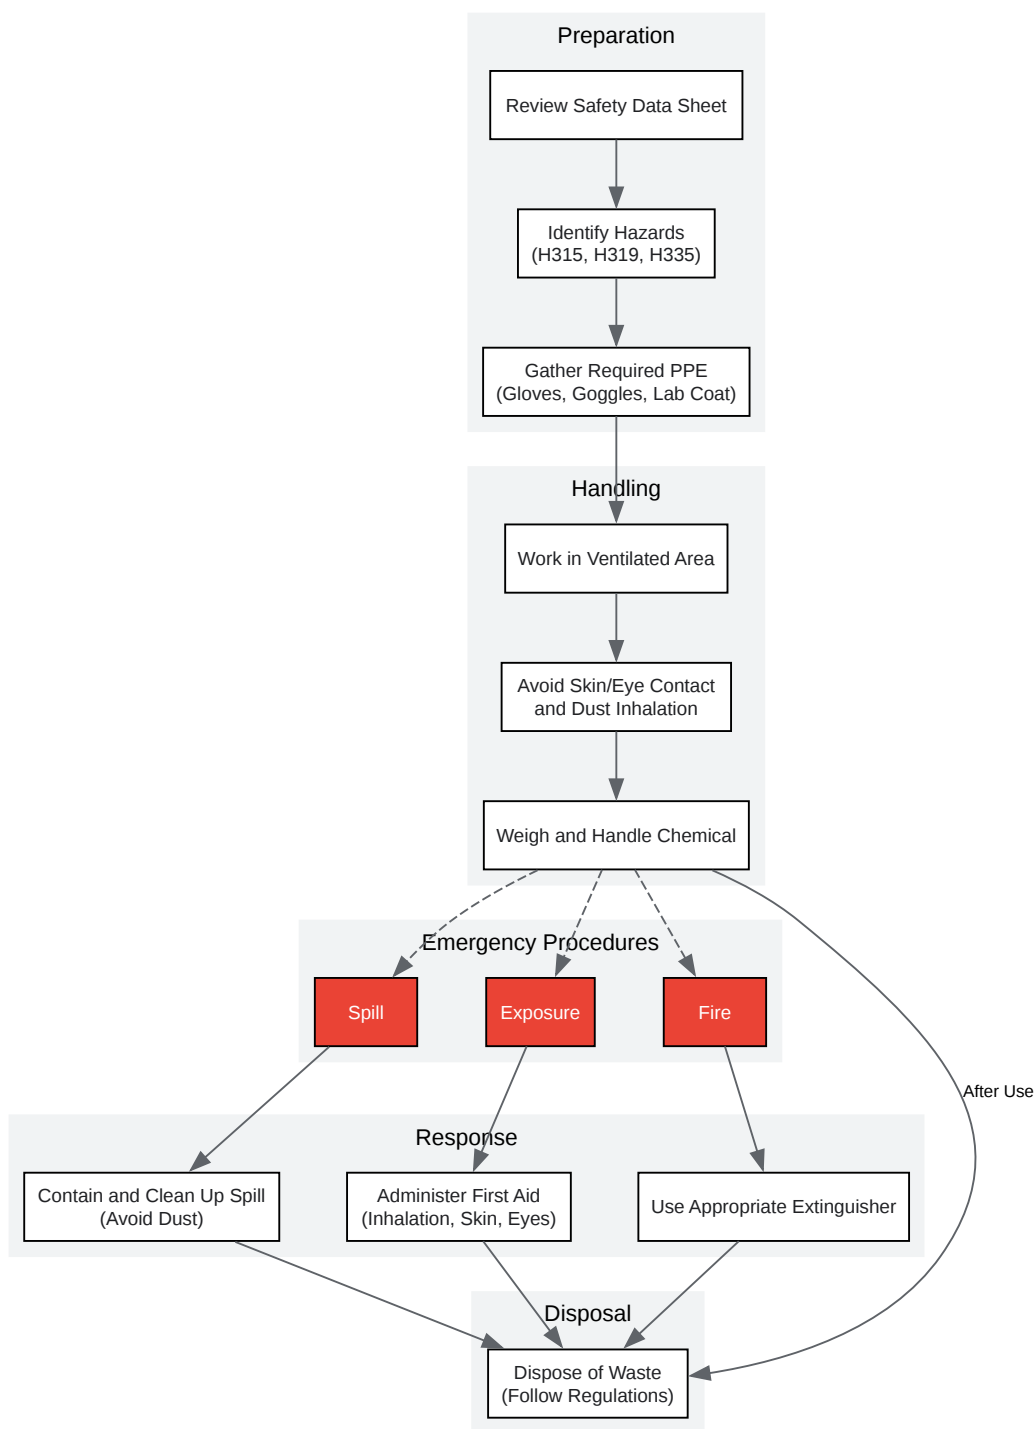 Preparation
Review Safety Data Sheet
Identify Hazards
(H315, H319, H335)
Gather Required PPE
(Gloves, Goggles, Lab Coat)
Handling
Work in Ventilated Area
Avoid Skin/Eye Contact
and Dust Inhalation
Weigh and Handle Chemical
Emergency Procedures
Spill
Exposure
Fire
After Use
Response
Contain and Clean Up Spill
(Avoid Dust)
Administer First Aid
(Inhalation, Skin, Eyes)
Use Appropriate Extinguisher
Disposal
Dispose of Waste
(Follow Regulations)